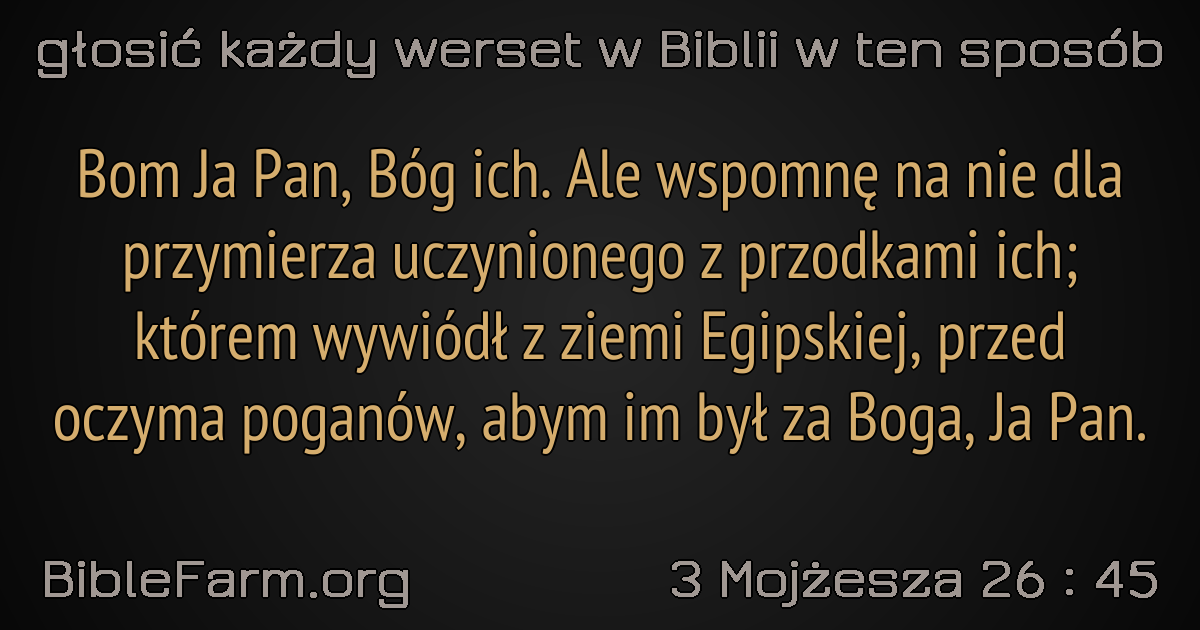 głosić każdy werset w Biblii w ten sposób
Bom Ja Pan, Bóg ich. Ale wspomnę na nie dla
przymierza uczynionego z przodkami ich;
którem wywiódł z ziemi Egipskiej, przed
oczyma poganów, abym im był za Boga, Ja Pan.
BibleFarm.org
3 Mojżesza 26 : 45